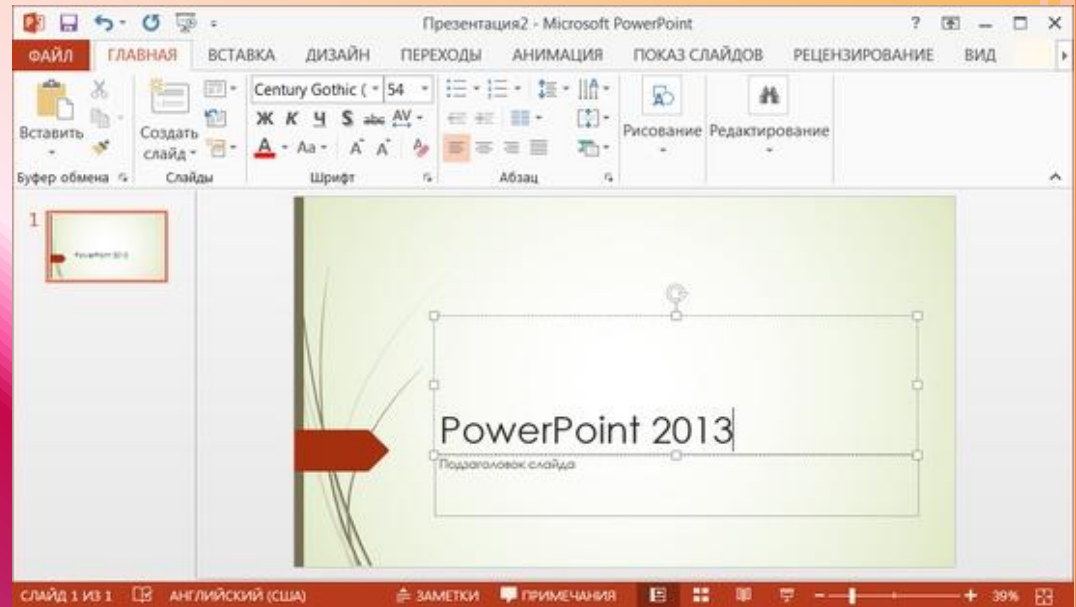 Презентация2 - Microsoft PowerPoint
ФАЙЛ ГЛАВНАЯ ВСТАВКА ДИЗАЙН ПЕРЕХОДЫ АНИМАЦИЯ ПОКАЗ СЛАЙДОВ РЕЦЕНЗИРОВАНИЕ ВИД
Century Gothic ( 54
Ж К Ч S abc AV
Вставить
Создать
слайд
A Aa A A
Рисование Редактирование
Буфер обмена Слайды Шрифт Абзац
1
PowerPoint 2013
PowerPoint 2013
Подзаголовок слайда
СЛАЙД 1 ИЗ 1 АНГЛИЙСКИЙ (США) ЗАМЕТКИ ПРИМЕЧАНИЯ 39%